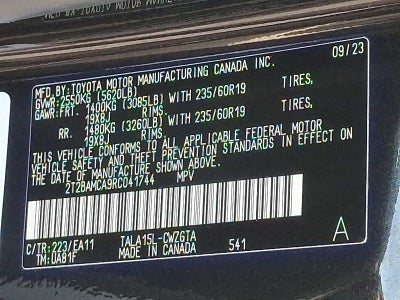 MFD.BY:TOYOTA MOTOR MANUFACTURING CANADA INC. 09/23
GVWR:2550KG (5620LB)
GAWR:FRT. 1400KG (3085LB) WITH 235/60R19 TIRES,
19X8J RIMS,
RR. 1480KG (3260LB) WITH 235/60R19 TIRES,
19X8J RIMS.
THIS VEHICLE CONFORMS TO ALL APPLICABLE FEDERAL MOTOR
VEHICLE SAFETY AND THEFT PREVENTION STANDARDS IN EFFECT ON
THE DATE OF MANUFACTURE SHOWN ABOVE.
2T2BAMCA9RC041744 MPV
C/TR:223/EA11 TALA15L-CWZGTA A
TM:UA81F MADE IN CANADA 541